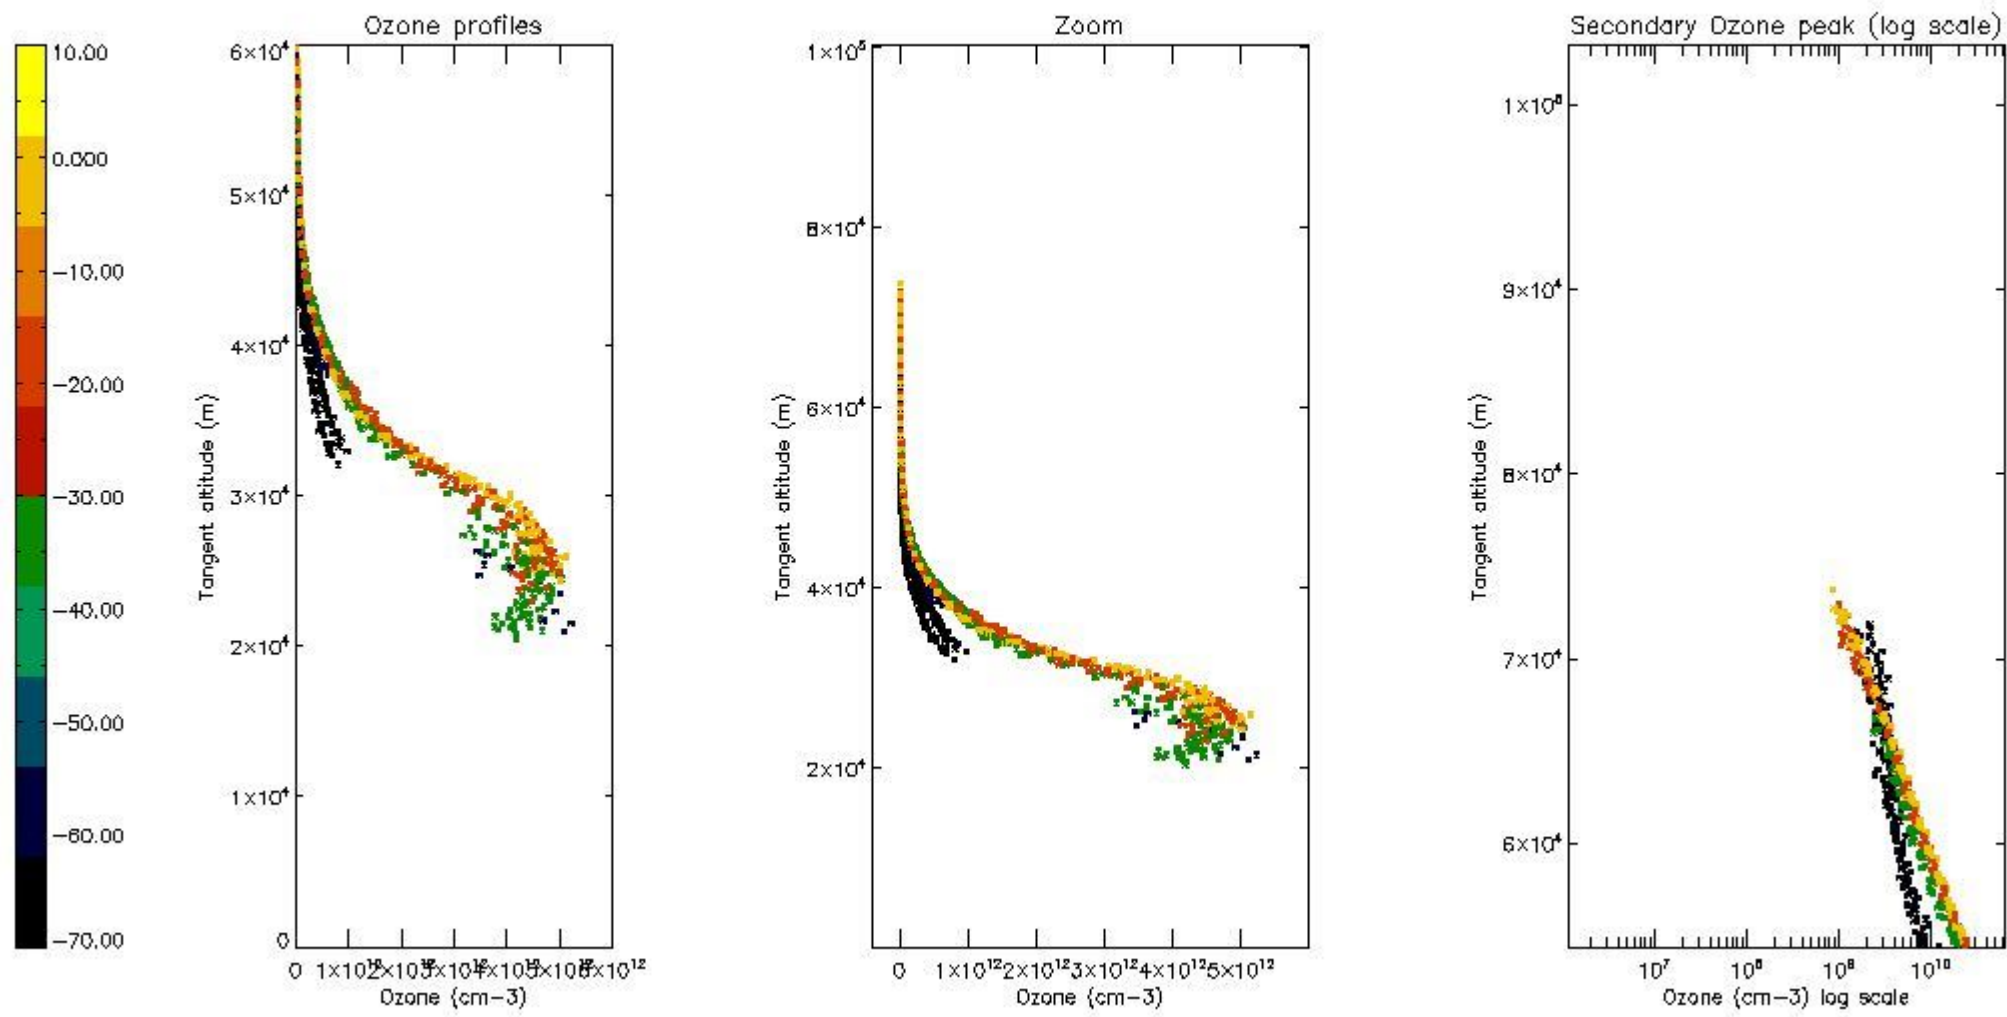 Ozone profiles
Zoom
Secondary Ozone peak (log scale)
10.00
0.000
−10.00
−20.00
−30.00
−40.00
−50.00
−60.00
−70.00
6×10⁴
5×10⁴
4×10⁴
3×10⁴
2×10⁴
1×10⁴
0
Tangent altitude (m)
0 1×10¹²
Ozone (cm−3)
1×10⁵
8×10⁴
6×10⁴
4×10⁴
2×10⁴
Tangent altitude (m)
0 1×10¹² 2×10¹² 3×10¹² 4×10¹² 5×10¹²
Ozone (cm−3)
9×10⁴
8×10⁴
7×10⁴
6×10⁴
Tangent altitude (m)
10⁷ 10⁸ 10⁹ 10¹⁰
Ozone (cm−3) log scale